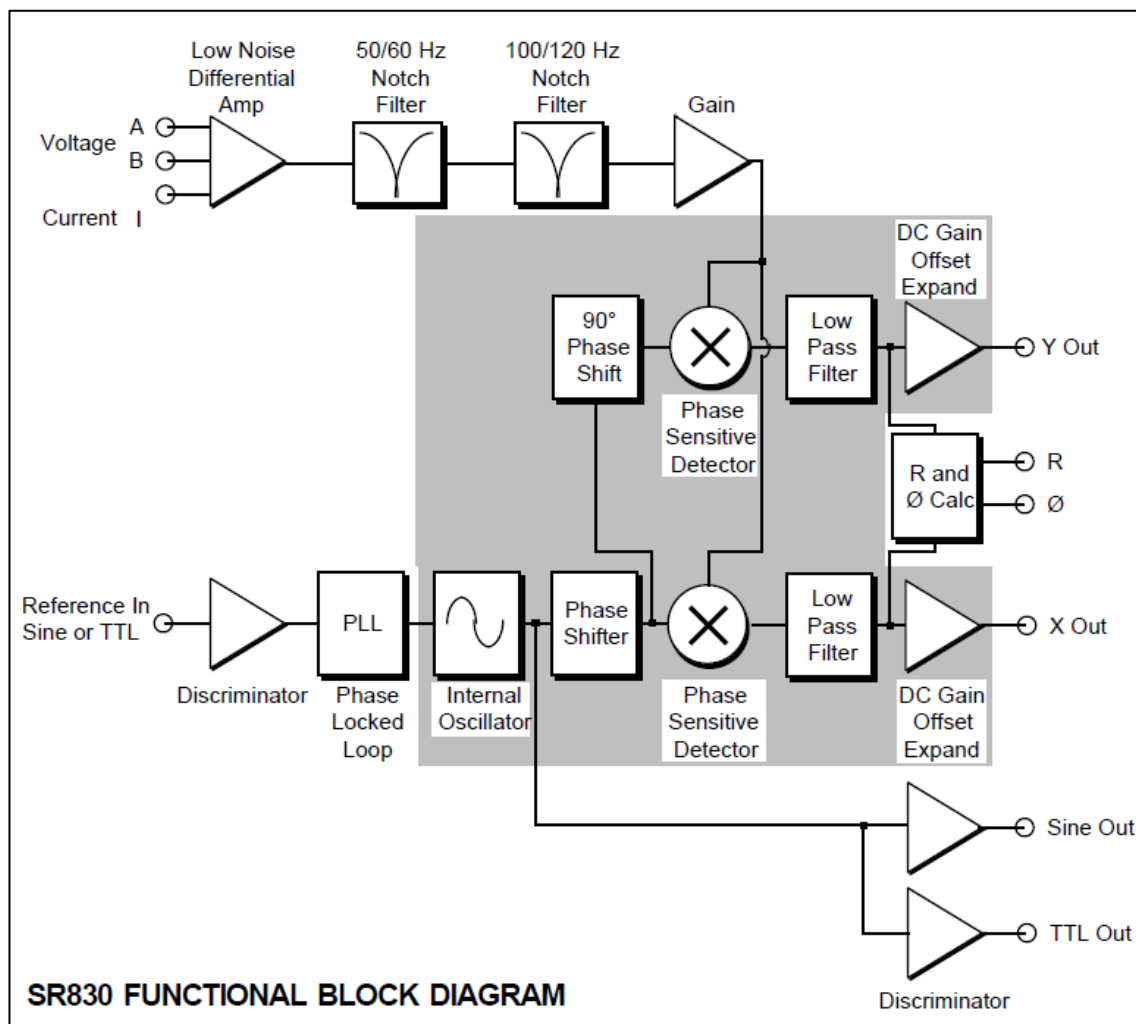 Low Noise
Differential
Amp
50/60 Hz
Notch
Filter
100/120 Hz
Notch
Filter
Gain
Voltage
A
B
Current I
DC Gain
Offset
Expand
90°
Phase
Shift
Low
Pass
Filter
Y Out
Phase
Sensitive
Detector
R and
Ø Calc
R
Ø
Reference In
Sine or TTL
PLL
Phase
Shifter
Low
Pass
Filter
X Out
Discriminator
Phase
Locked
Loop
Internal
Oscillator
Phase
Sensitive
Detector
DC Gain
Offset
Expand
Sine Out
TTL Out
Discriminator
SR830 FUNCTIONAL BLOCK DIAGRAM